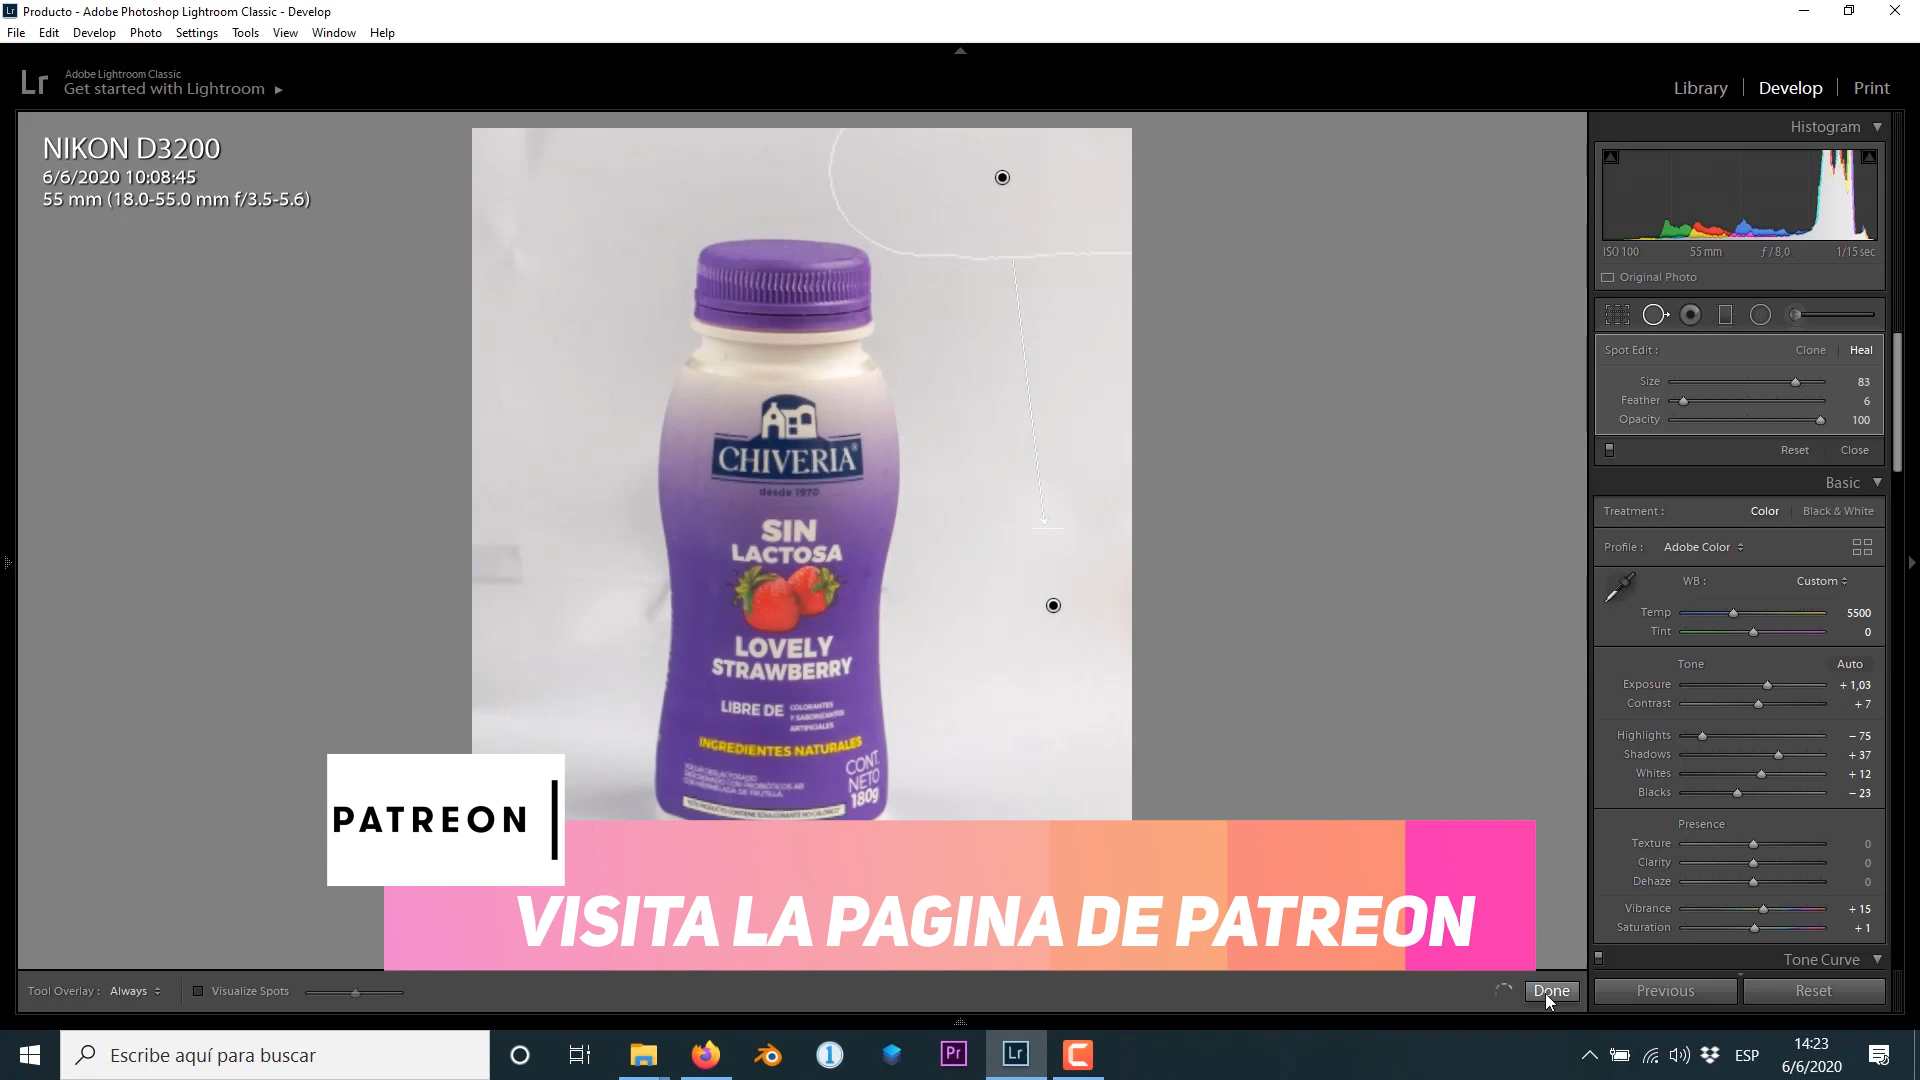 Producto - Adobe Photoshop Lightroom Classic - Develop
File Edit Develop Photo Settings Tools View Window Help
Lr
Adobe Lightroom Classic
Get started with Lightroom
Library
Develop
Print
NIKON D3200
6/6/2020 10:08:45
55 mm (18.0-55.0 mm f/3.5-5.6)
CHIVERIA
desde 1970
SIN
LACTOSA
LOVELY
STRAWBERRY
LIBRE DE
COLORANTES
Y SABORIZANTES
ARTIFICIALES
INGREDIENTES NATURALES
CONT.
NETO
180g
PATREON
VISITA LA PAGINA DE PATREON
Histogram
ISO 100 55 mm ƒ / 8,0 1/15 sec
Original Photo
Spot Edit : Clone Heal
Size 83
Feather 6
Opacity 100
Reset Close
Basic
Treatment : Color Black & White
Profile : Adobe Color
WB : Custom
Temp 5500
Tint 0
Tone Auto
Exposure + 1,03
Contrast + 7
Highlights − 75
Shadows + 37
Whites + 12
Blacks − 23
Presence
Texture 0
Clarity 0
Dehaze 0
Vibrance + 15
Saturation + 1
Tone Curve
Tool Overlay : Always
Visualize Spots
Done
Previous
Reset
Escribe aquí para buscar
Pr
Lr
ESP
14:23
6/6/2020